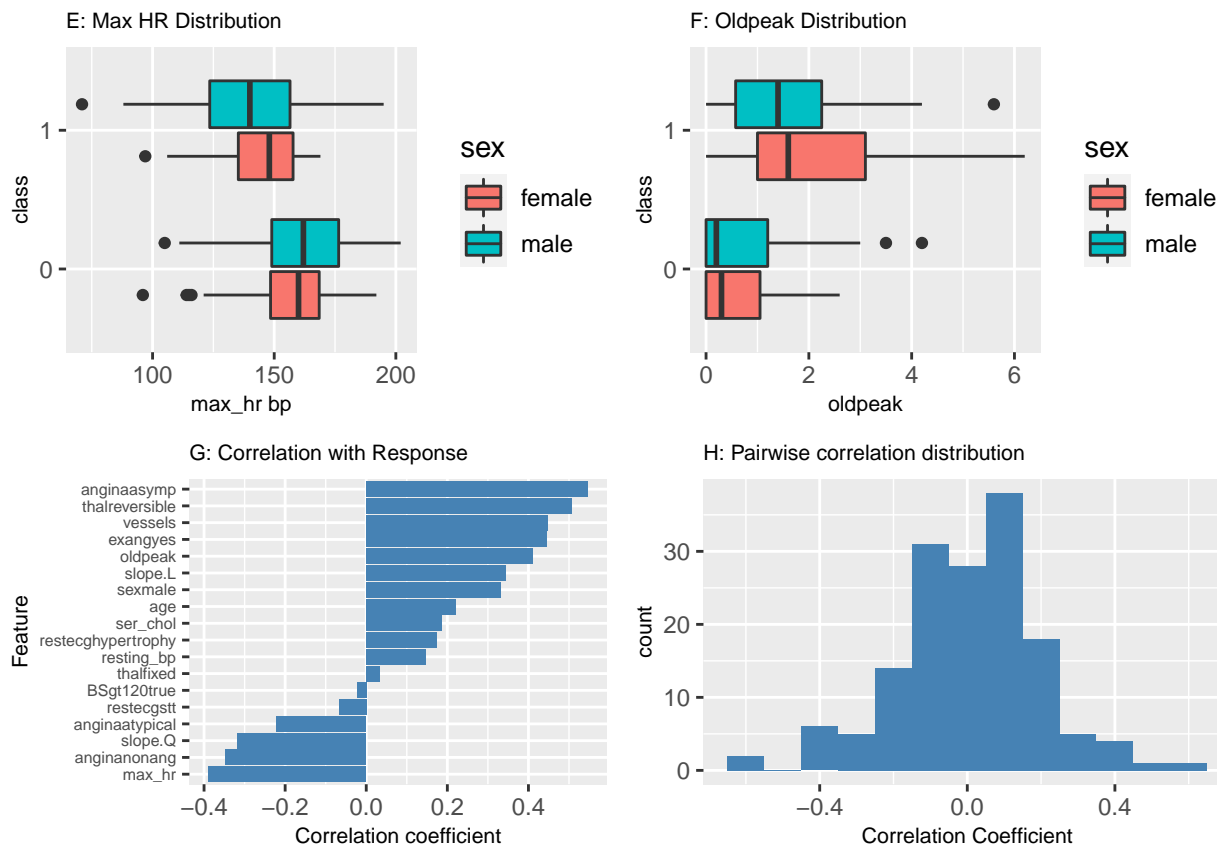 E: Max HR Distribution
class
1
0
100 150 200
max_hr bp
sex
female
male
F: Oldpeak Distribution
class
1
0
0 2 4 6
oldpeak
sex
female
male
G: Correlation with Response
Feature
anginaasymp
thalreversible
vessels
exangyes
oldpeak
slope.L
sexmale
age
ser_chol
restecghypertrophy
resting_bp
thalfixed
BSgt120true
restecgstt
anginaatypical
slope.Q
anginanonang
max_hr
−0.4 −0.2 0.0 0.2 0.4
Correlation coefficient
H: Pairwise correlation distribution
count
30
20
10
0
−0.4 0.0 0.4
Correlation Coefficient